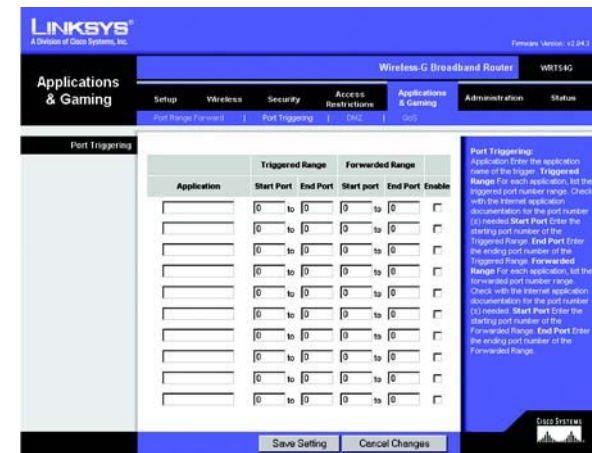 LINKSYS®
A Division of Cisco Systems, Inc.
Firmware Version: v2.04.3
Wireless-G Broadband Router WRT54G
Applications & Gaming
Setup Wireless Security Access Restrictions Applications & Gaming Administration Status
Port Range Forward | Port Triggering | DMZ | QoS
Port Triggering
Triggered Range Forwarded Range
Application Start Port End Port Start port End Port Enable
0 to 0 0 to 0
0 to 0 0 to 0
0 to 0 0 to 0
0 to 0 0 to 0
0 to 0 0 to 0
0 to 0 0 to 0
0 to 0 0 to 0
0 to 0 0 to 0
0 to 0 0 to 0
0 to 0 0 to 0
Port Triggering:
Application Enter the application
name of the trigger. Triggered
Range For each application, list the
triggered port number range. Check
with the Internet application
documentation for the port number
(s) needed. Start Port Enter the
starting port number of the
Triggered Range. End Port Enter
the ending port number of the
Triggered Range. Forwarded
Range For each application, list the
forwarded port number range.
Check with the Internet application
documentation for the port number
(s) needed. Start Port Enter the
starting port number of the
Forwarded Range. End Port Enter
the ending port number of the
Forwarded Range.
Save Setting Cancel Changes
CISCO SYSTEMS